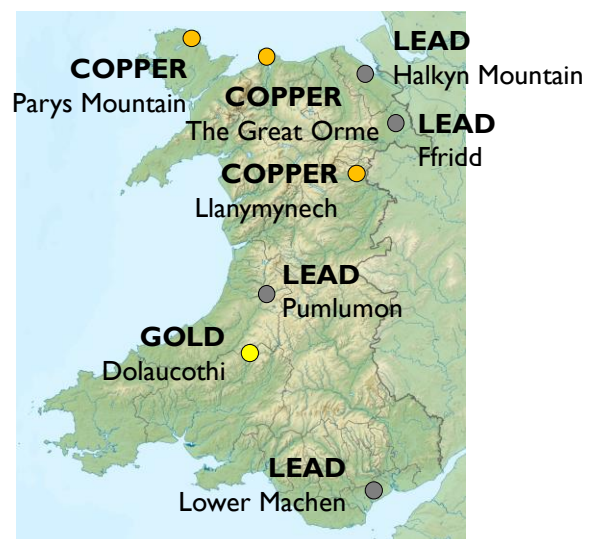 LEAD
Halkyn Mountain
COPPER
Parys Mountain
COPPER
The Great Orme
LEAD
Ffridd
COPPER
Llanymynech
LEAD
Pumlumon
GOLD
Dolaucothi
LEAD
Lower Machen